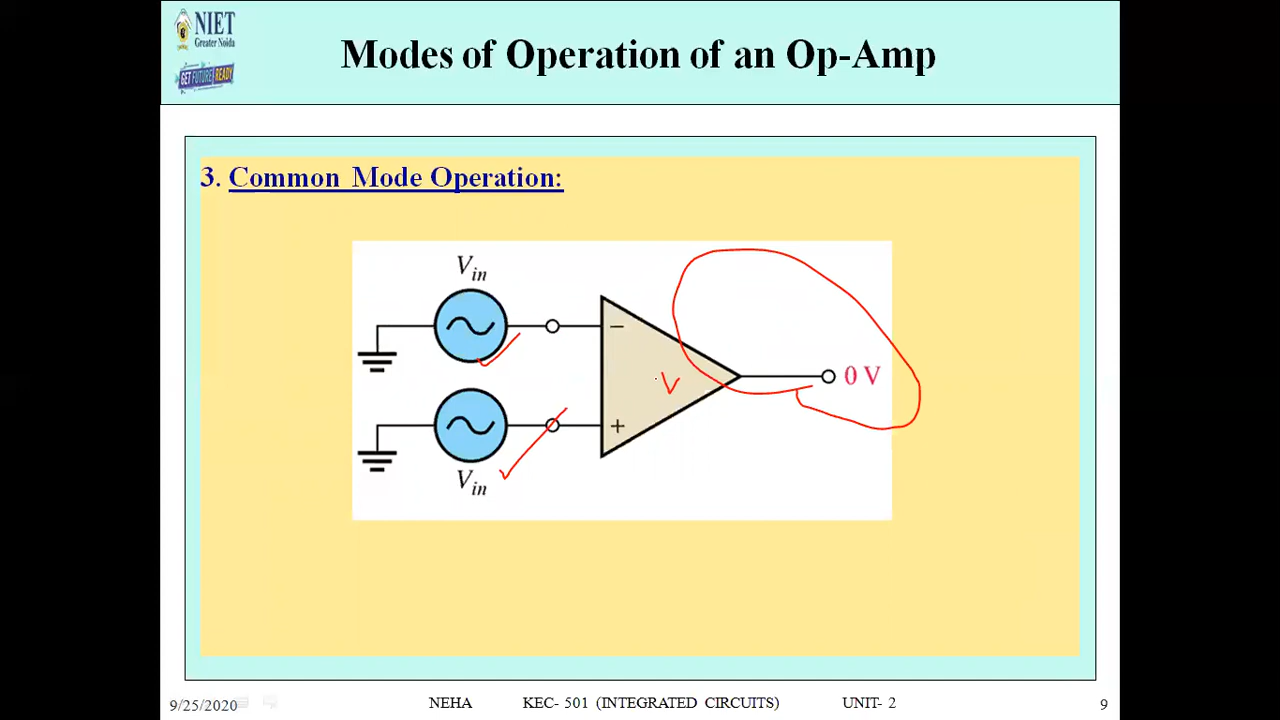 NIET
Greater Noida
GET FUTURE READY
Modes of Operation of an Op-Amp
3. Common Mode Operation:
Vin
−
V
0 V
+
Vin
9/25/2020
NEHA
KEC- 501 (INTEGRATED CIRCUITS)
UNIT- 2
9